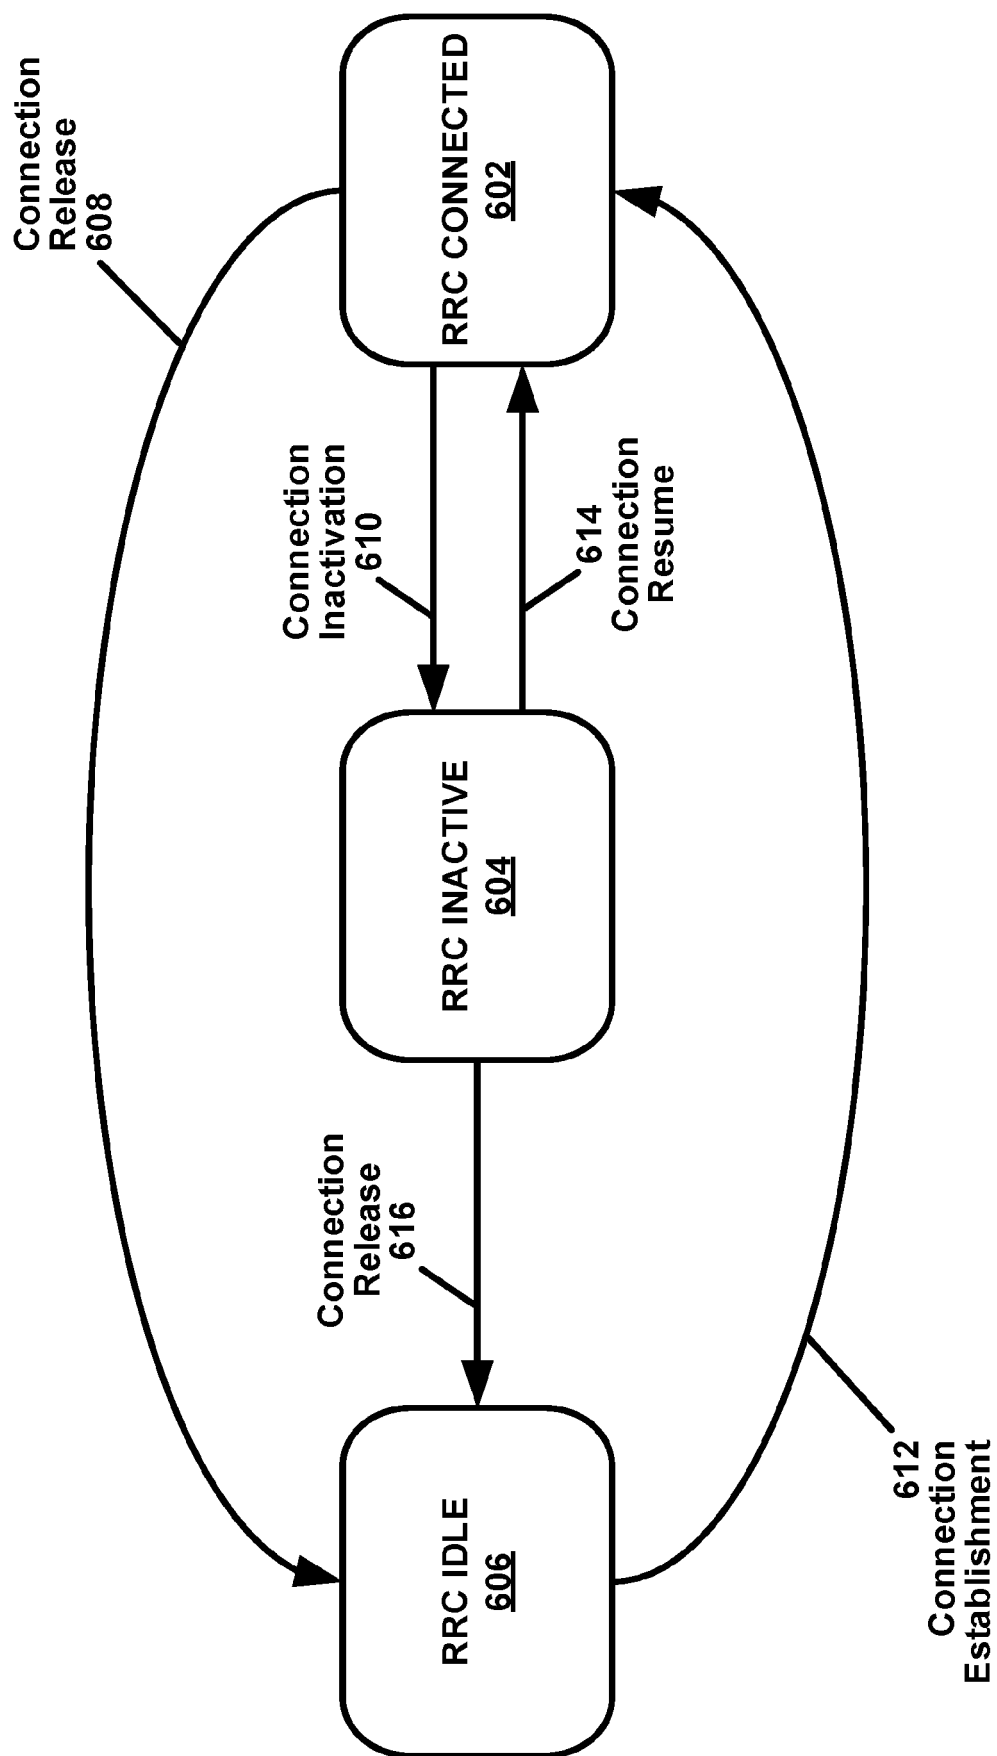 Connection
Release
608
RRC IDLE
606
Connection
Release
616
RRC INACTIVE
604
Connection
Inactivation
610
RRC CONNECTED
602
614
Connection
Resume
612
Connection
Establishment